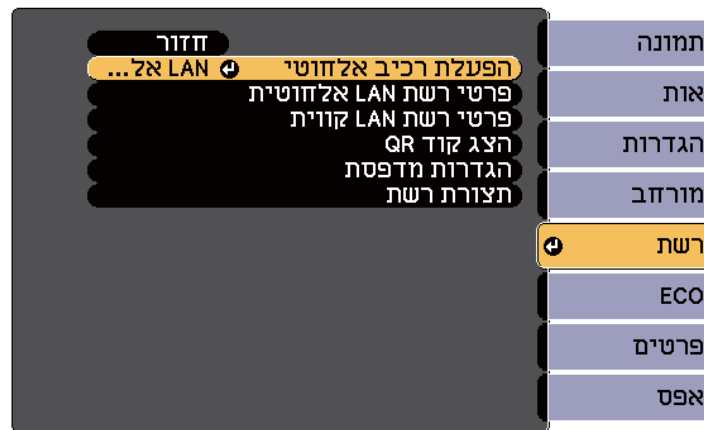 תמונה
אות
הגדרות
מורחב
רשת
ECO
פרטים
אפס
חזור
הפעלת רכיב אלחוטי LAN אל...
פרטי רשת LAN אלחוטית
פרטי רשת LAN קווית
הצג קוד QR
הגדרות מדפסת
תצורת רשת